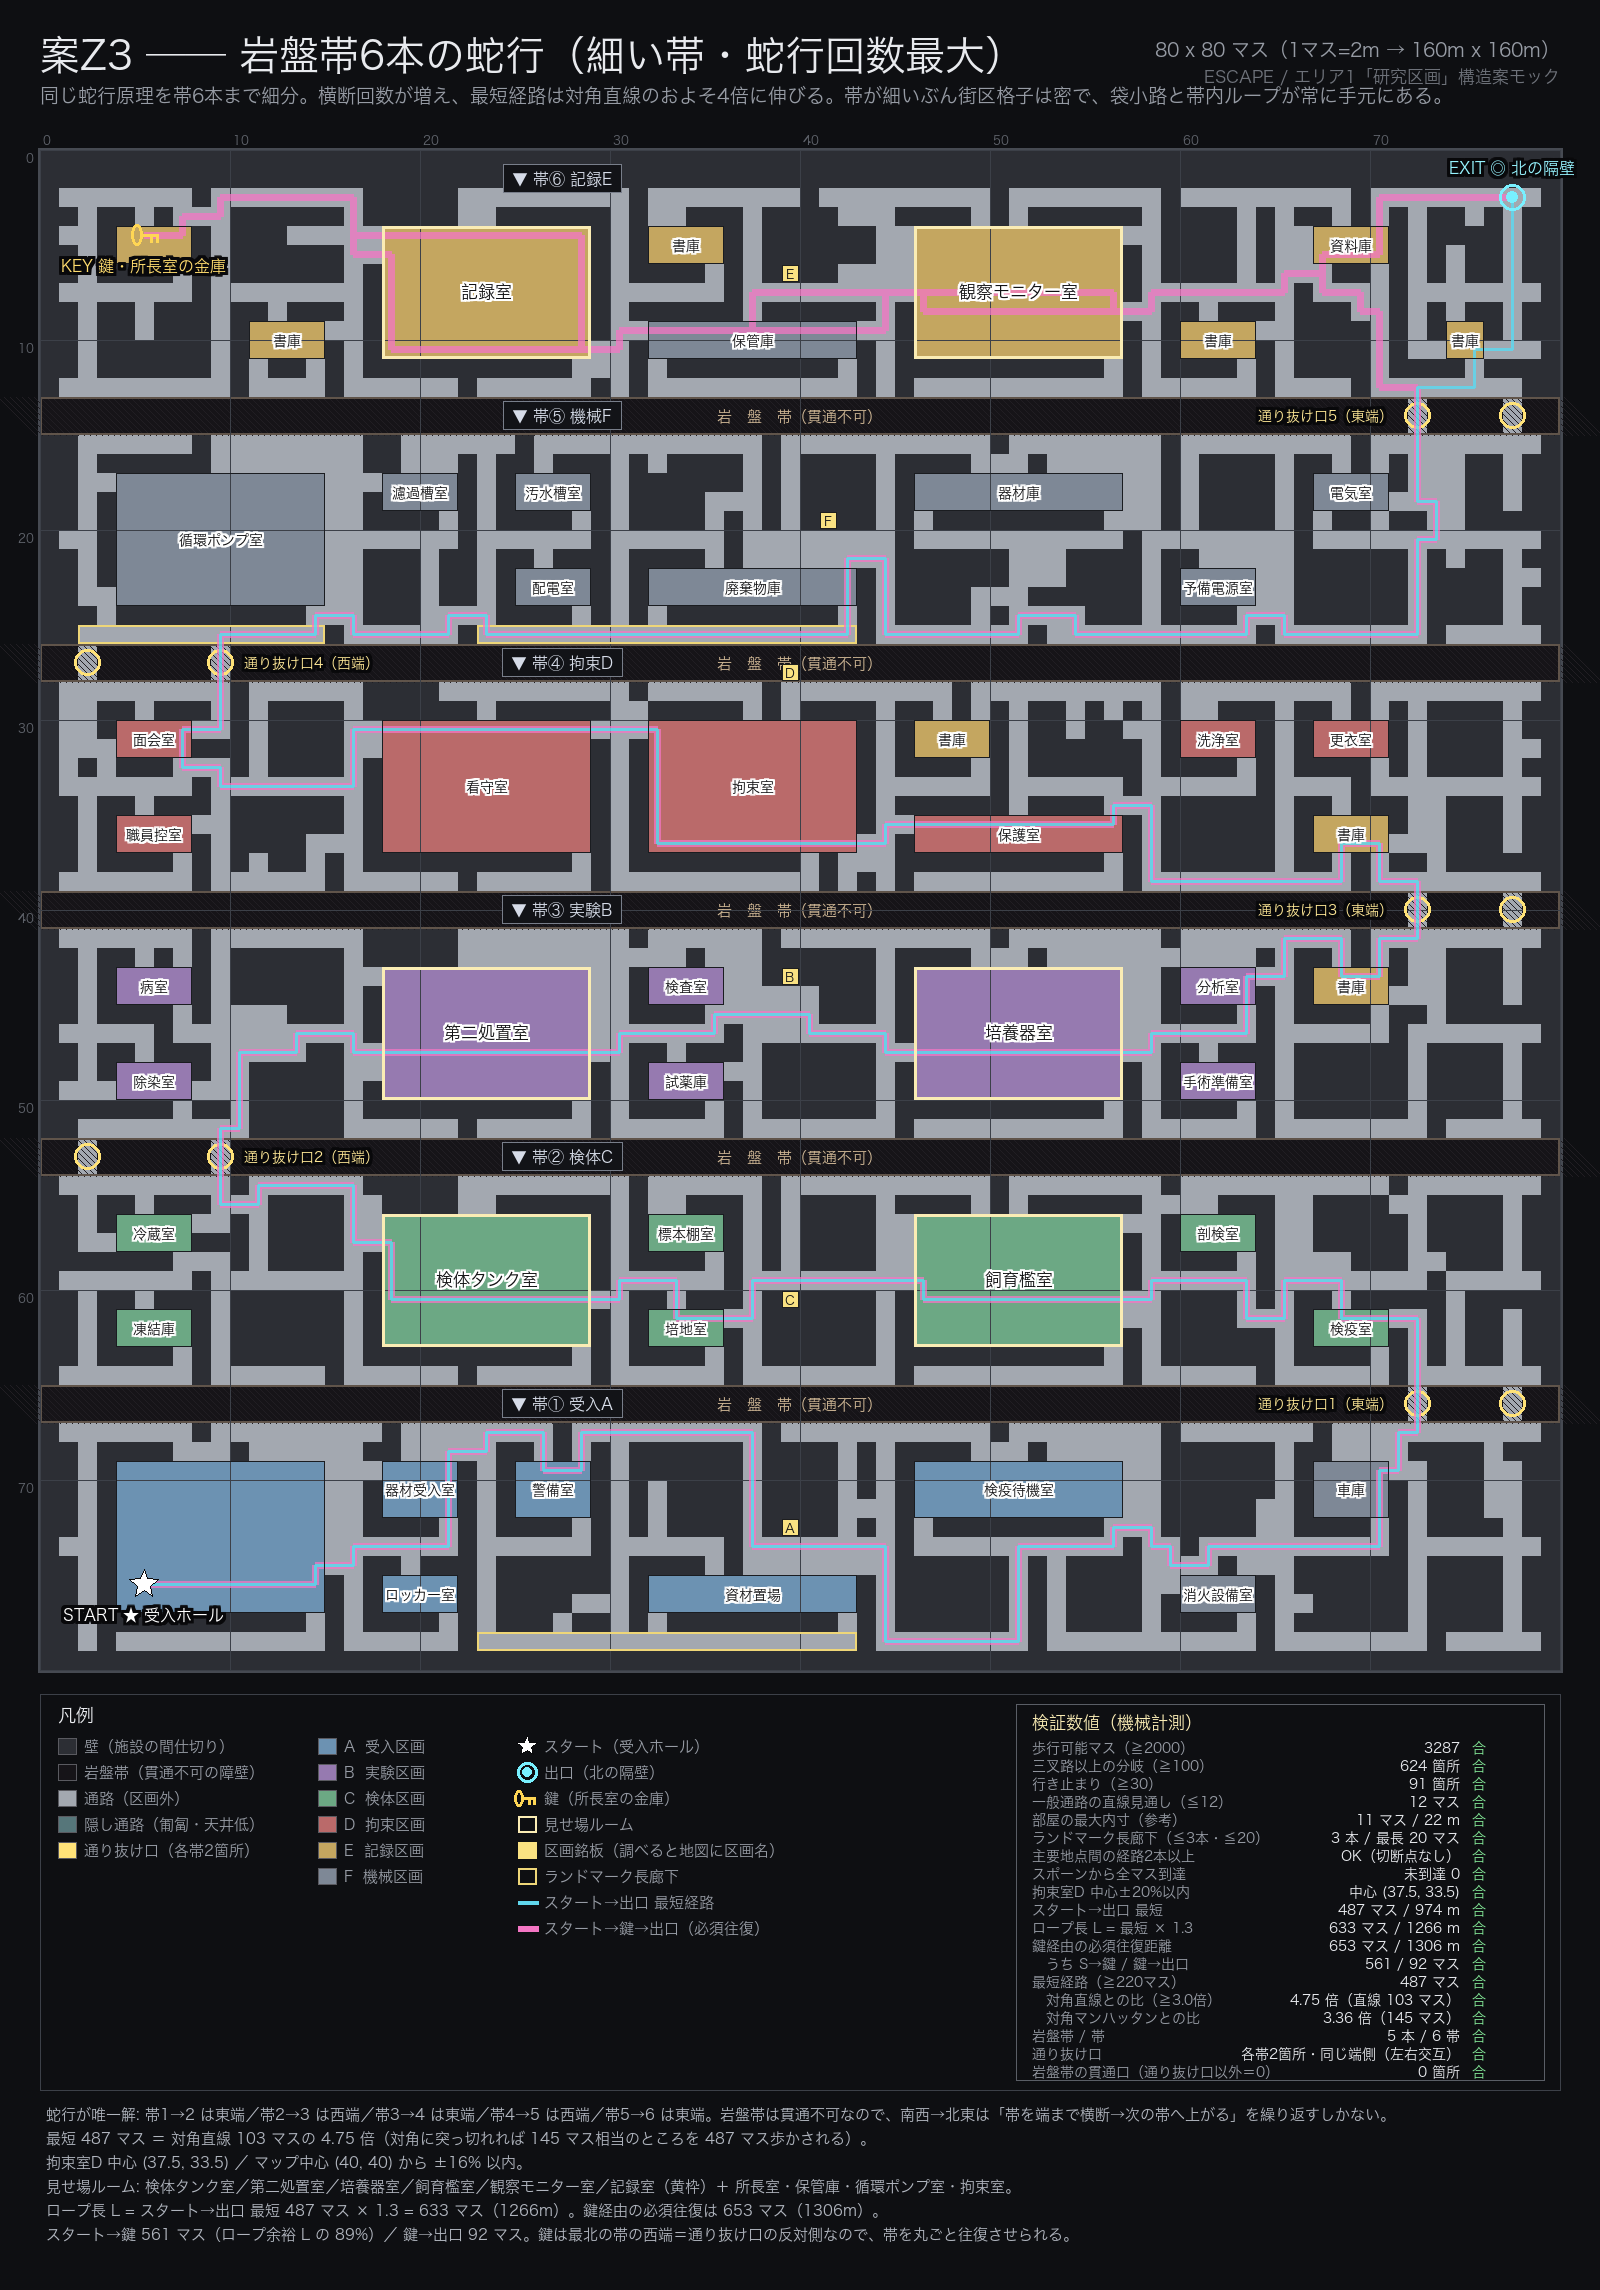 案Z3 ―― 岩盤帯6本の蛇行（細い帯・蛇行回数最大）
80 x 80 マス（1マス=2m → 160m x 160m）
ESCAPE / エリア1「研究区画」構造案モック
同じ蛇行原理を帯6本まで細分。横断回数が増え、最短経路は対角直線のおよそ4倍に伸びる。帯が細いぶん街区格子は密で、袋小路と帯内ループが常に手元にある。
0 10 20 30 40 50 60 70
0
EXIT ◎ 北の隔壁
▼ 帯⑥ 記録E
書庫
資料庫
KEY 鍵・所長室の金庫
E
記録室
観察モニター室
10
書庫
保管庫
書庫
書庫
▼ 帯⑤ 機械F
岩 盤 帯（貫通不可）
通り抜け口5（東端）
濾過槽室
汚水槽室
器材庫
電気室
F
20
循環ポンプ室
配電室
廃棄物庫
予備電源室
通り抜け口4（西端）
▼ 帯④ 拘束D
岩 盤 帯（貫通不可）
D
30
面会室
書庫
洗浄室
更衣室
看守室
拘束室
職員控室
保護室
書庫
40
▼ 帯③ 実験B
岩 盤 帯（貫通不可）
通り抜け口3（東端）
病室
検査室
B
分析室
書庫
第二処置室
培養器室
除染室
試薬庫
手術準備室
50
通り抜け口2（西端）
▼ 帯② 検体C
岩 盤 帯（貫通不可）
冷蔵室
標本棚室
剖検室
検体タンク室
飼育檻室
60
C
凍結庫
培地室
検疫室
▼ 帯① 受入A
岩 盤 帯（貫通不可）
通り抜け口1（東端）
70
器材受入室
警備室
検疫待機室
車庫
A
ロッカー室
資材置場
消火設備室
START ★ 受入ホール
凡例
壁（施設の間仕切り）
岩盤帯（貫通不可の障壁）
通路（区画外）
隠し通路（匍匐・天井低）
通り抜け口（各帯2箇所）
A 受入区画
B 実験区画
C 検体区画
D 拘束区画
E 記録区画
F 機械区画
スタート（受入ホール）
出口（北の隔壁）
鍵（所長室の金庫）
見せ場ルーム
区画銘板（調べると地図に区画名）
ランドマーク長廊下
スタート→出口 最短経路
スタート→鍵→出口（必須往復）
検証数値（機械計測）
歩行可能マス（≥2000） 3287 合
三叉路以上の分岐（≥100） 624 箇所 合
行き止まり（≥30） 91 箇所 合
一般通路の直線見通し（≤12） 12 マス 合
部屋の最大内寸（参考） 11 マス / 22 m 合
ランドマーク長廊下（≤3本・≤20） 3 本 / 最長 20 マス 合
主要地点間の経路2本以上 OK（切断点なし） 合
スポーンから全マス到達 未到達 0 合
拘束室D 中心±20%以内 中心 (37.5, 33.5) 合
スタート→出口 最短 487 マス / 974 m 合
ロープ長 L = 最短 × 1.3 633 マス / 1266 m 合
鍵経由の必須往復距離 653 マス / 1306 m 合
うち S→鍵 / 鍵→出口 561 / 92 マス 合
最短経路（≥220マス） 487 マス 合
対角直線との比（≥3.0倍） 4.75 倍（直線 103 マス） 合
対角マンハッタンとの比 3.36 倍（145 マス） 合
岩盤帯 / 帯 5 本 / 6 帯 合
通り抜け口 各帯2箇所・同じ端側（左右交互） 合
岩盤帯の貫通口（通り抜け口以外=0） 0 箇所 合
蛇行が唯一解: 帯1→2 は東端／帯2→3 は西端／帯3→4 は東端／帯4→5 は西端／帯5→6 は東端。岩盤帯は貫通不可なので、南西→北東は「帯を端まで横断→次の帯へ上がる」を繰り返すしかない。
最短 487 マス ＝ 対角直線 103 マスの 4.75 倍（対角に突っ切れれば 145 マス相当のところを 487 マス歩かされる）。
拘束室D 中心 (37.5, 33.5) ／ マップ中心 (40, 40) から ±16% 以内。
見せ場ルーム: 検体タンク室／第二処置室／培養器室／飼育檻室／観察モニター室／記録室（黄枠）＋ 所長室・保管庫・循環ポンプ室・拘束室。
ロープ長 L = スタート→出口 最短 487 マス × 1.3 = 633 マス（1266m）。鍵経由の必須往復は 653 マス（1306m）。
スタート→鍵 561 マス（ロープ余裕 L の 89%）／ 鍵→出口 92 マス。鍵は最北の帯の西端＝通り抜け口の反対側なので、帯を丸ごと往復させられる。